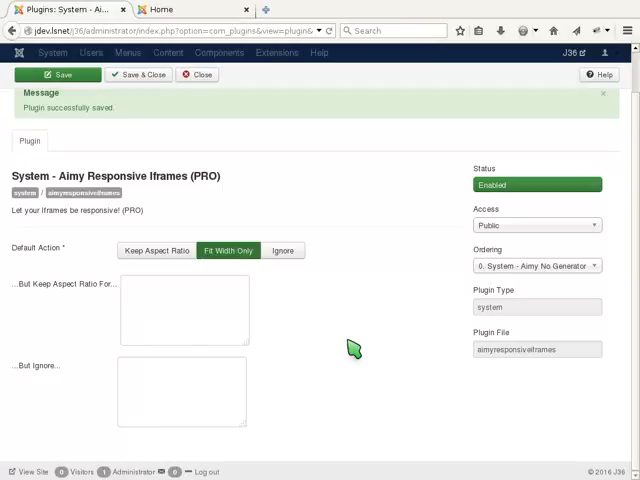 Plugins: System - Ai...
Home
jdev.lsnet/j36/administrator/index.php?option=com_plugins&view=plugin&
Search
System Users Menus Content Components Extensions Help
J36
Save
Save & Close
Close
Help
Message
Plugin successfully saved.
Plugin
System - Aimy Responsive Iframes (PRO)
system / aimyresponsiveiframes
Let your Iframes be responsive! (PRO)
Default Action *
Keep Aspect Ratio
Fit Width Only
Ignore
...But Keep Aspect Ratio For...
...But Ignore...
Status
Enabled
Access
Public
Ordering
0. System - Aimy No Generator
Plugin Type
system
Plugin File
aimyresponsiveiframes
View Site 0 Visitors 1 Administrator 0 Log out
© 2016 J36